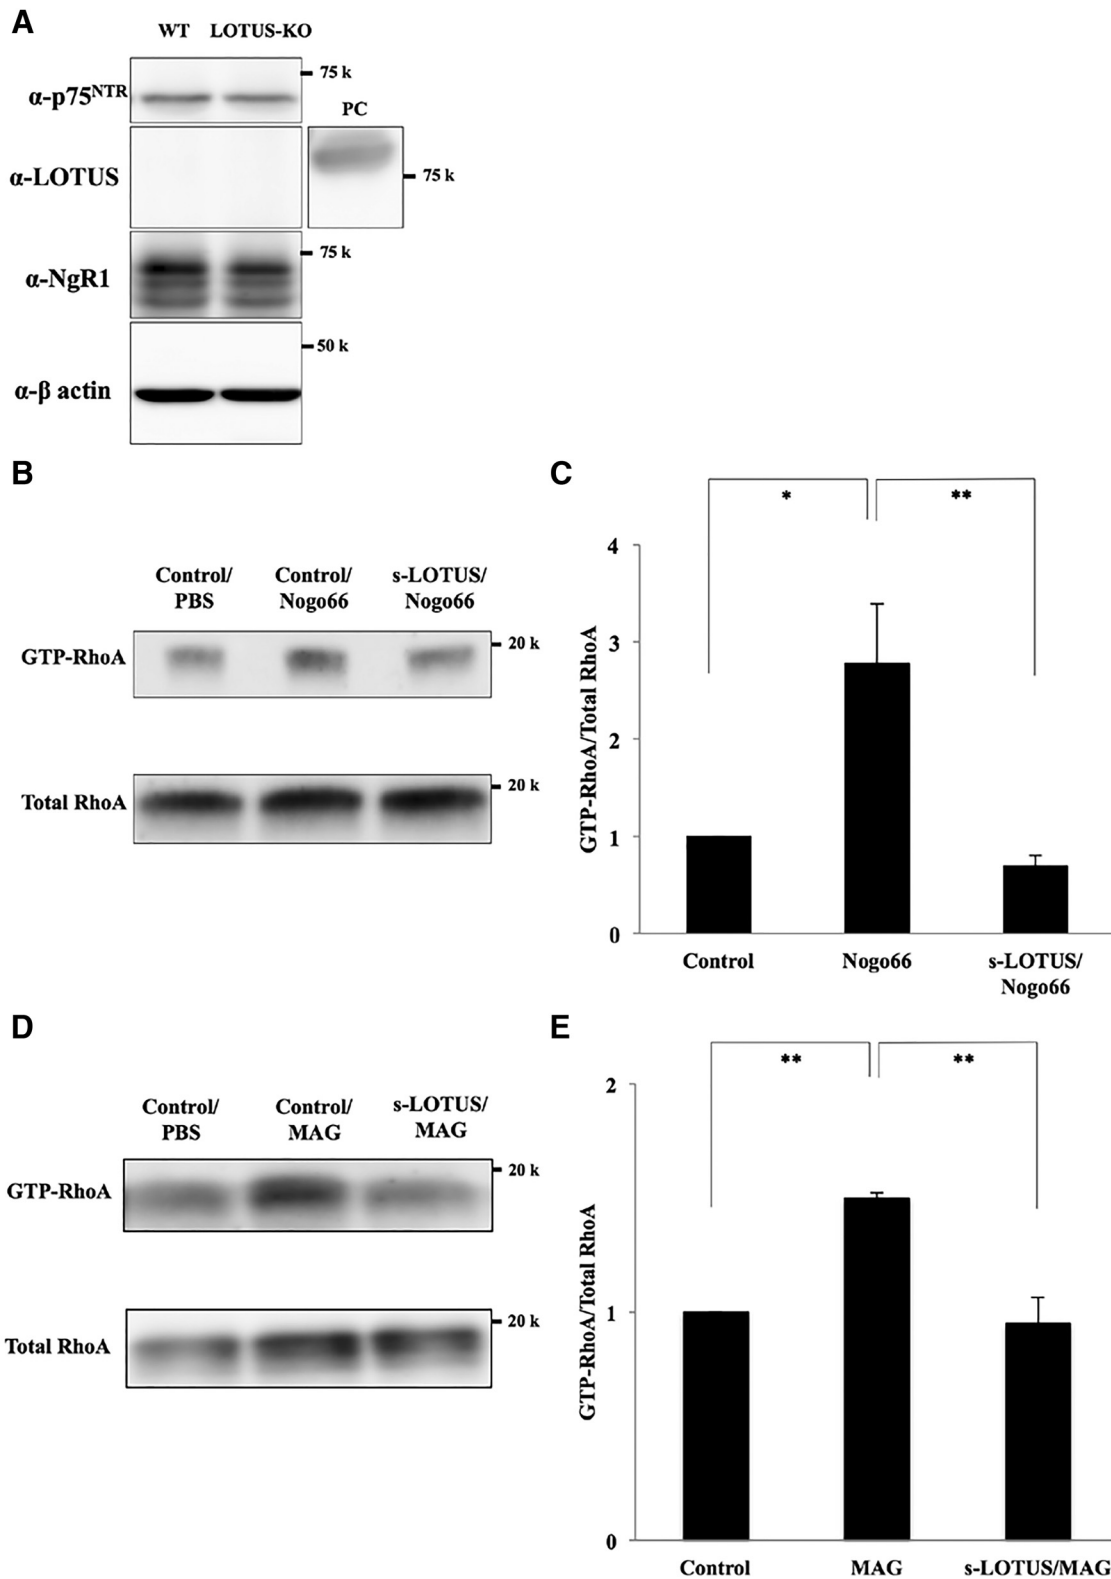 A
WT LOTUS-KO
α-p75NTR
75 k
PC
α-LOTUS
75 k
α-NgR1
75 k
α-β actin
50 k
B
Control/
PBS
Control/
Nogo66
s-LOTUS/
Nogo66
GTP-RhoA
20 k
Total RhoA
20 k
C
* **
GTP-RhoA/Total RhoA
4
3
2
1
0
Control
Nogo66
s-LOTUS/
Nogo66
D
Control/
PBS
Control/
MAG
s-LOTUS/
MAG
GTP-RhoA
20 k
Total RhoA
20 k
E
** **
GTP-RhoA/Total RhoA
2
1
0
Control
MAG
s-LOTUS/MAG